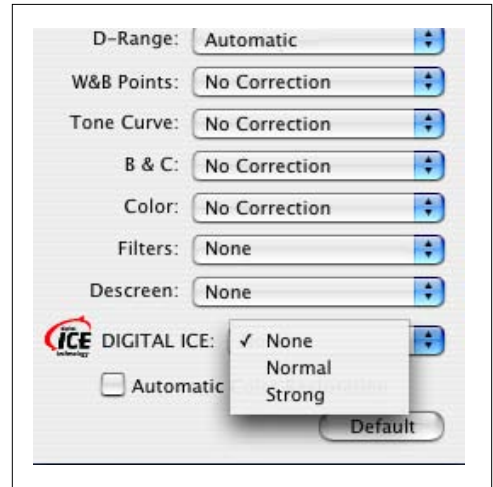 D-Range: Automatic
W&B Points: No Correction
Tone Curve: No Correction
B & C: No Correction
Color: No Correction
Filters: None
Descreen: None
ICE DIGITAL ICE: ✓ None
Normal
Strong
Automatic
Default